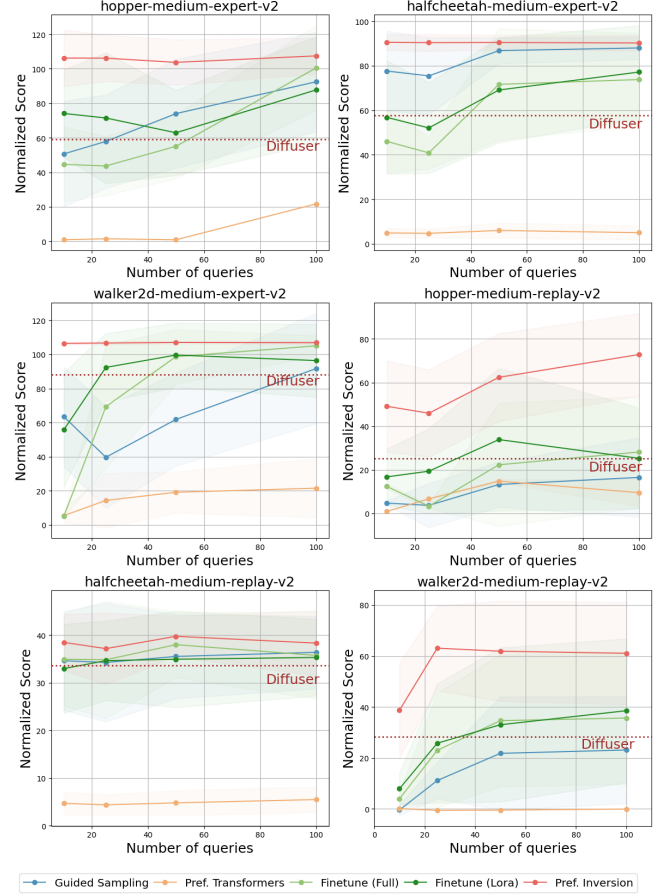 hopper-medium-expert-v2
Normalized Score
120
100
80
60
40
20
0
Diffuser
20 40 60 80 100
Number of queries
halfcheetah-medium-expert-v2
Normalized Score
100
80
60
40
20
0
Diffuser
20 40 60 80 100
Number of queries
walker2d-medium-expert-v2
Normalized Score
120
100
80
60
40
20
0
Diffuser
20 40 60 80 100
Number of queries
hopper-medium-replay-v2
Normalized Score
80
60
40
20
0
Diffuser
20 40 60 80 100
Number of queries
halfcheetah-medium-replay-v2
Normalized Score
40
30
20
10
0
Diffuser
20 40 60 80 100
Number of queries
walker2d-medium-replay-v2
Normalized Score
80
60
40
20
0
Diffuser
0 20 40 60 80 100
Number of queries
Guided Sampling Pref. Transformers Finetune (Full) Finetune (Lora) Pref. Inversion